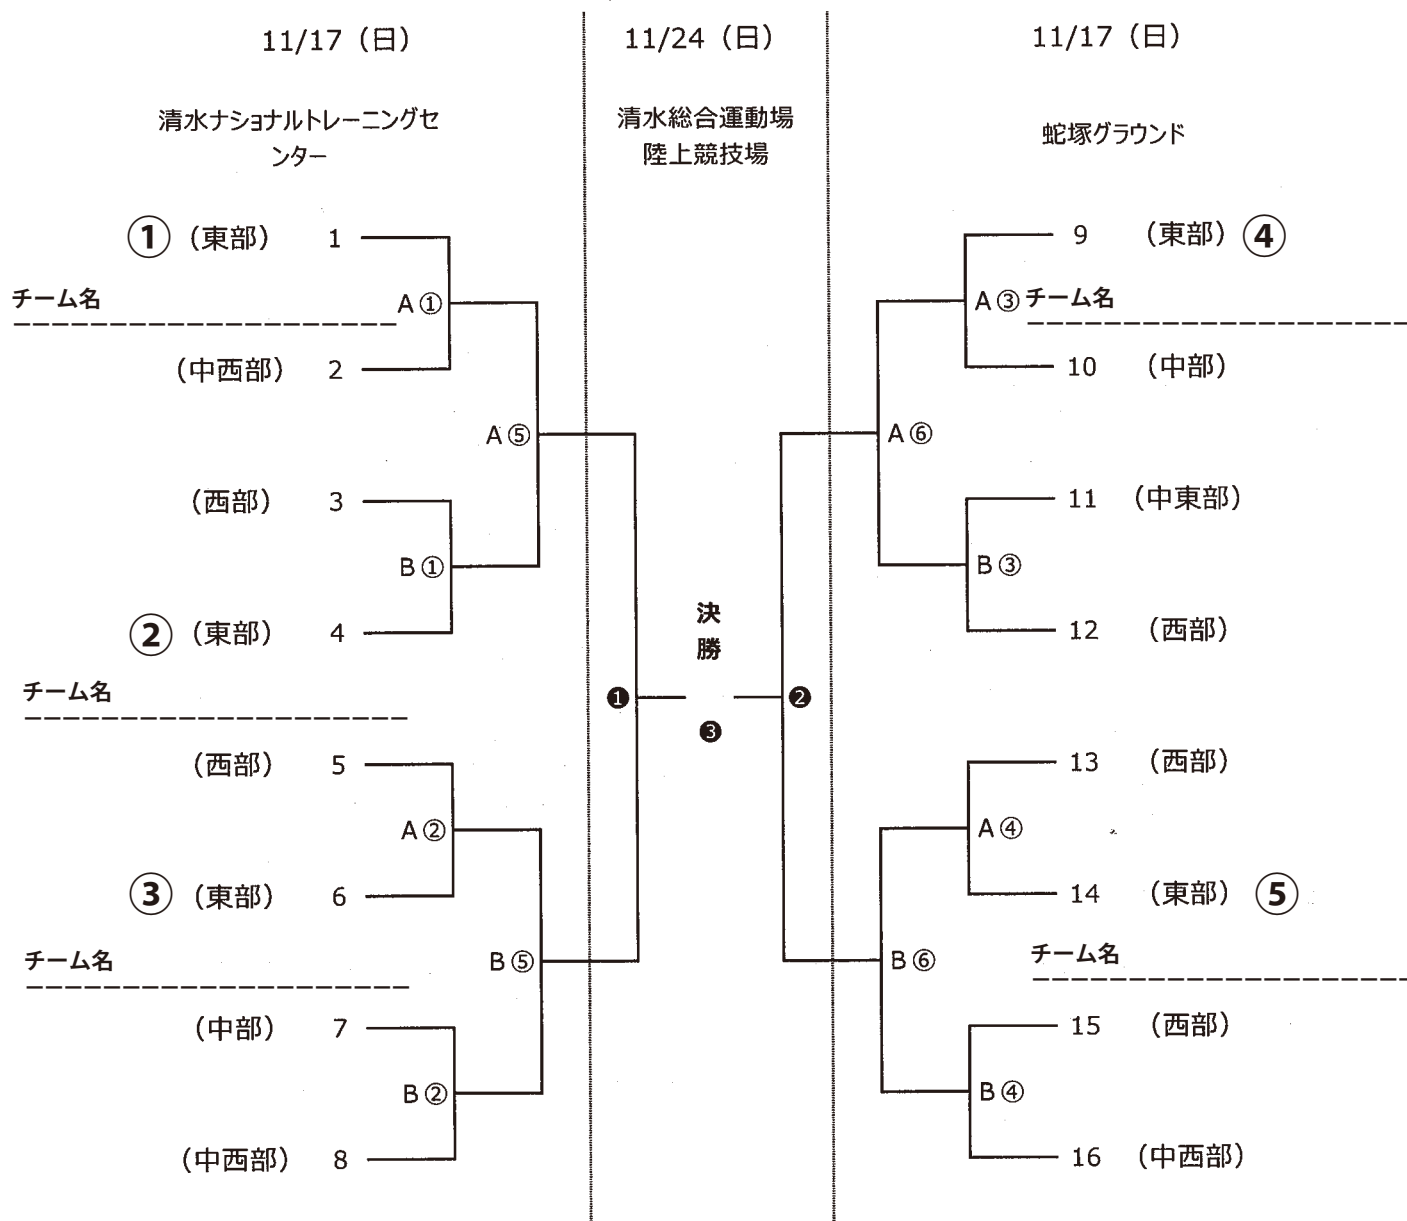 11/17（日）
清水ナショナルトレーニングセ
ンター
① （東部） 1
チーム名
A①
（中西部） 2
A⑤
（西部） 3
B①
② （東部） 4
チーム名
（西部） 5
A②
③ （東部） 6
チーム名
B⑤
（中部） 7
B②
（中西部） 8
11/24（日）
清水総合運動場
陸上競技場
決
勝
❶
❷
❸
11/17（日）
蛇塚グラウンド
9 （東部） ④
A③ チーム名
10 （中部）
A⑥
11 （中東部）
B③
12 （西部）
13 （西部）
A④
14 （東部） ⑤
チーム名
B⑥
15 （西部）
B④
16 （中西部）